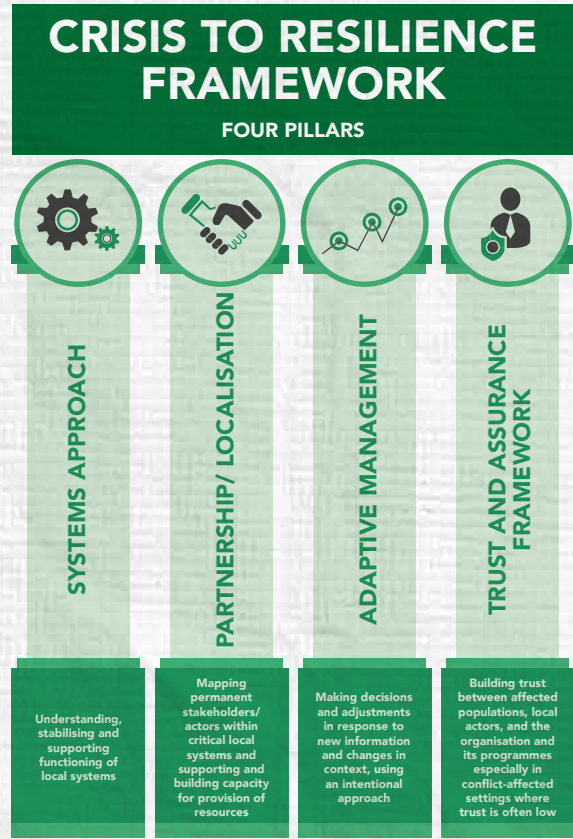 CRISIS TO RESILIENCE
FRAMEWORK
FOUR PILLARS
SYSTEMS APPROACH
PARTNERSHIP/ LOCALISATION
ADAPTIVE MANAGEMENT
TRUST AND ASSURANCE
FRAMEWORK
Understanding,
stabilising and
supporting
functioning of
local systems
Mapping
permanent
stakeholders/
actors within
critical local
systems and
supporting and
building capacity
for provision of
resources
Making decisions
and adjustments
in response to
new information
and changes in
context, using
an intentional
approach
Building trust
between affected
populations, local
actors, and the
organisation and
its programmes
especially in
conflict-affected
settings where
trust is often low